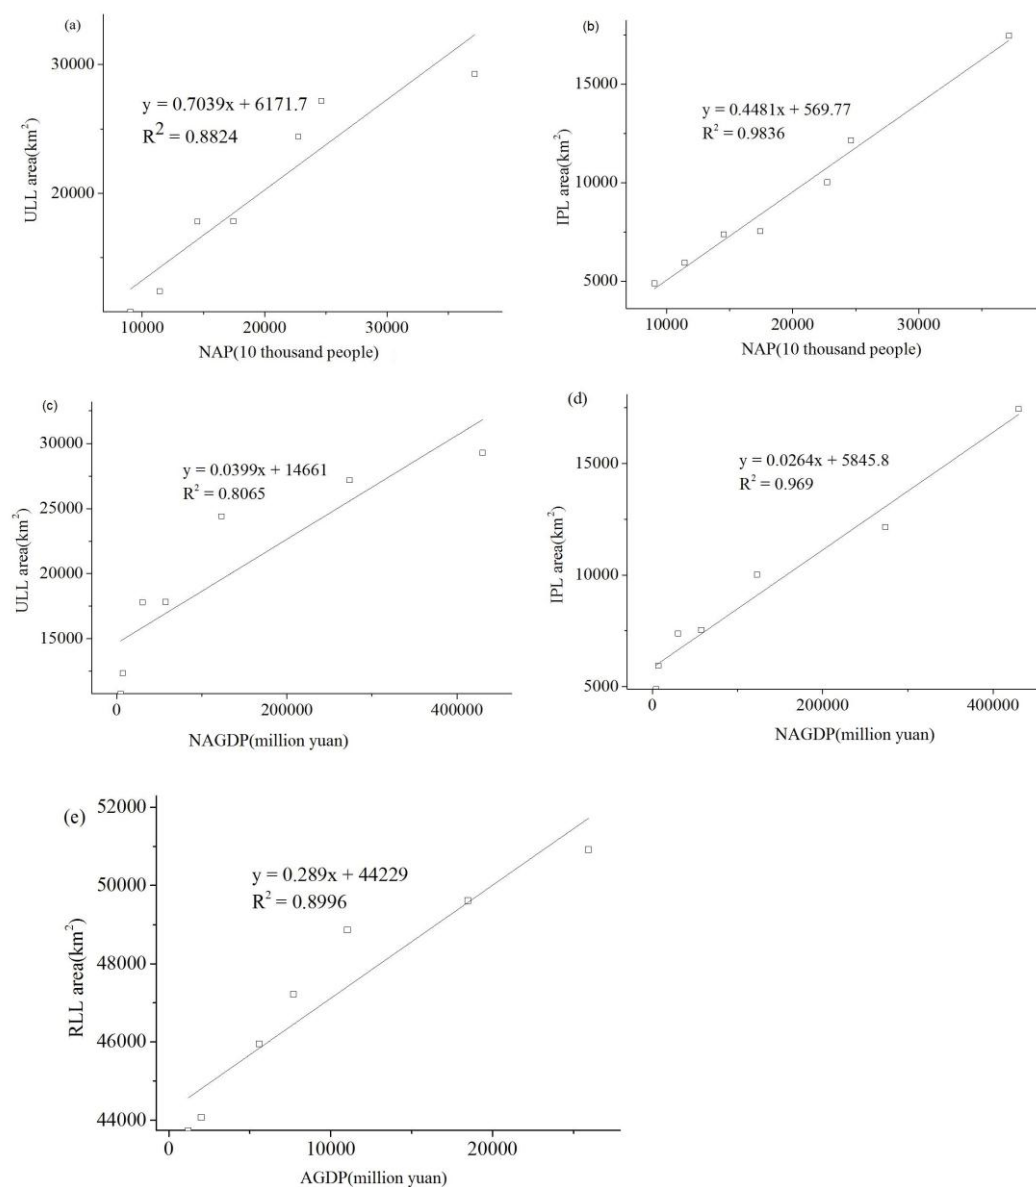 (a)
30000
20000
ULL area(km²)
y = 0.7039x + 6171.7
R² = 0.8824
10000 20000 30000
NAP(10 thousand people)
(b)
15000
10000
5000
IPL area(km²)
y = 0.4481x + 569.77
R² = 0.9836
10000 20000 30000
NAP(10 thousand people)
(c)
30000
25000
20000
15000
ULL area(km²)
y = 0.0399x + 14661
R² = 0.8065
0 200000 400000
NAGDP(million yuan)
(d)
15000
10000
5000
IPL area(km²)
y = 0.0264x + 5845.8
R² = 0.969
0 200000 400000
NAGDP(million yuan)
(e)
52000
50000
48000
46000
44000
RLL area(km²)
y = 0.289x + 44229
R² = 0.8996
0 10000 20000
AGDP(million yuan)